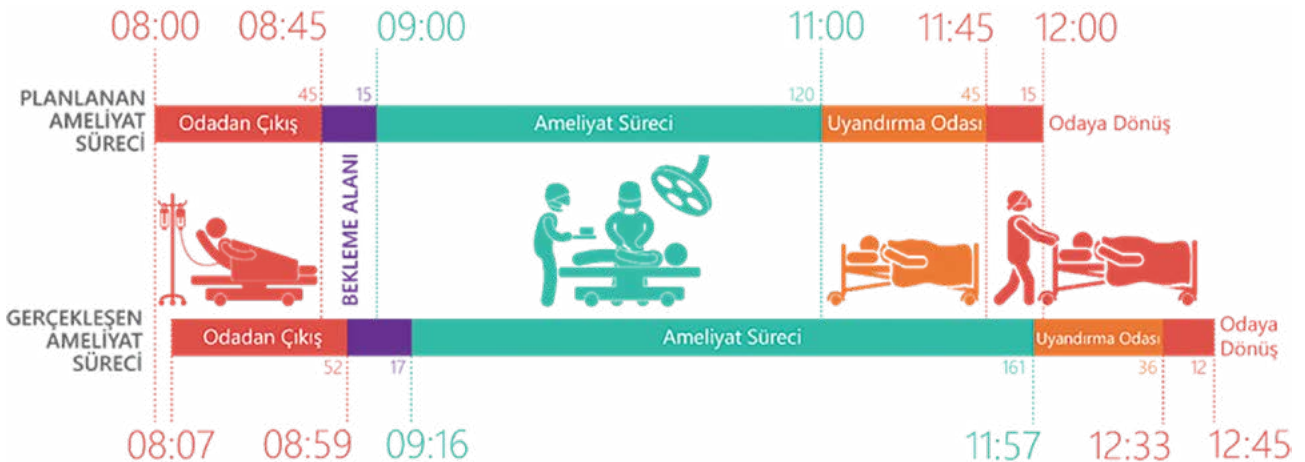 08:00 08:45 09:00 11:00 11:45 12:00
PLANLANAN
AMELİYAT
SÜRECİ
45 15 120 45 15
Odadan Çıkış Ameliyat Süreci Uyandırma Odası Odaya Dönüş
BEKLEME ALANI
GERÇEKLEŞEN
AMELİYAT
SÜRECİ
Odadan Çıkış Ameliyat Süreci Uyandırma Odası
Odaya
Dönüş
52 17 161 36 12
08:07 08:59 09:16 11:57 12:33 12:45